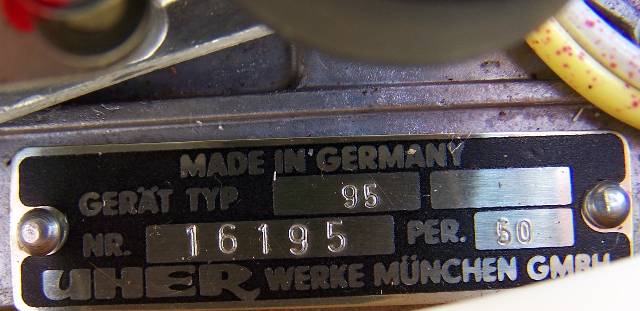 MADE IN GERMANY
GERÄT TYP 95
NR. 16195 PER. 50
UHER WERKE MÜNCHEN GMBH